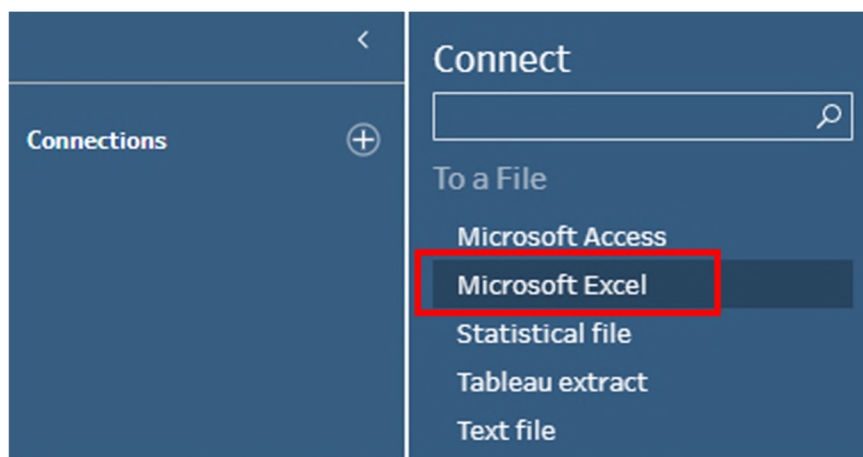 Connections
Connect
To a File
Microsoft Access
Microsoft Excel
Statistical file
Tableau extract
Text file